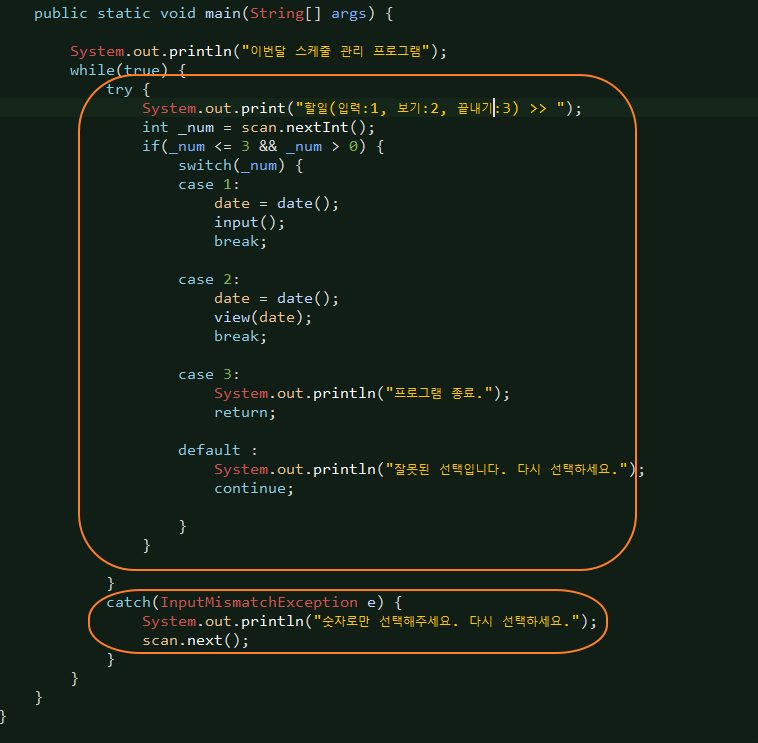 public static void main(String[] args) {
System.out.println("이번달 스케줄 관리 프로그램");
while(true) {
try {
System.out.print("할일(입력:1, 보기:2, 끝내기:3) >> ");
int _num = scan.nextInt();
if(_num <= 3 && _num > 0) {
switch(_num) {
case 1:
date = date();
input();
break;
case 2:
date = date();
view(date);
break;
case 3:
System.out.println("프로그램 종료.");
return;
default :
System.out.println("잘못된 선택입니다. 다시 선택하세요.");
continue;
}
}
}
catch(InputMismatchException e) {
System.out.println("숫자로만 선택해주세요. 다시 선택하세요.");
scan.next();
}
}
}
}